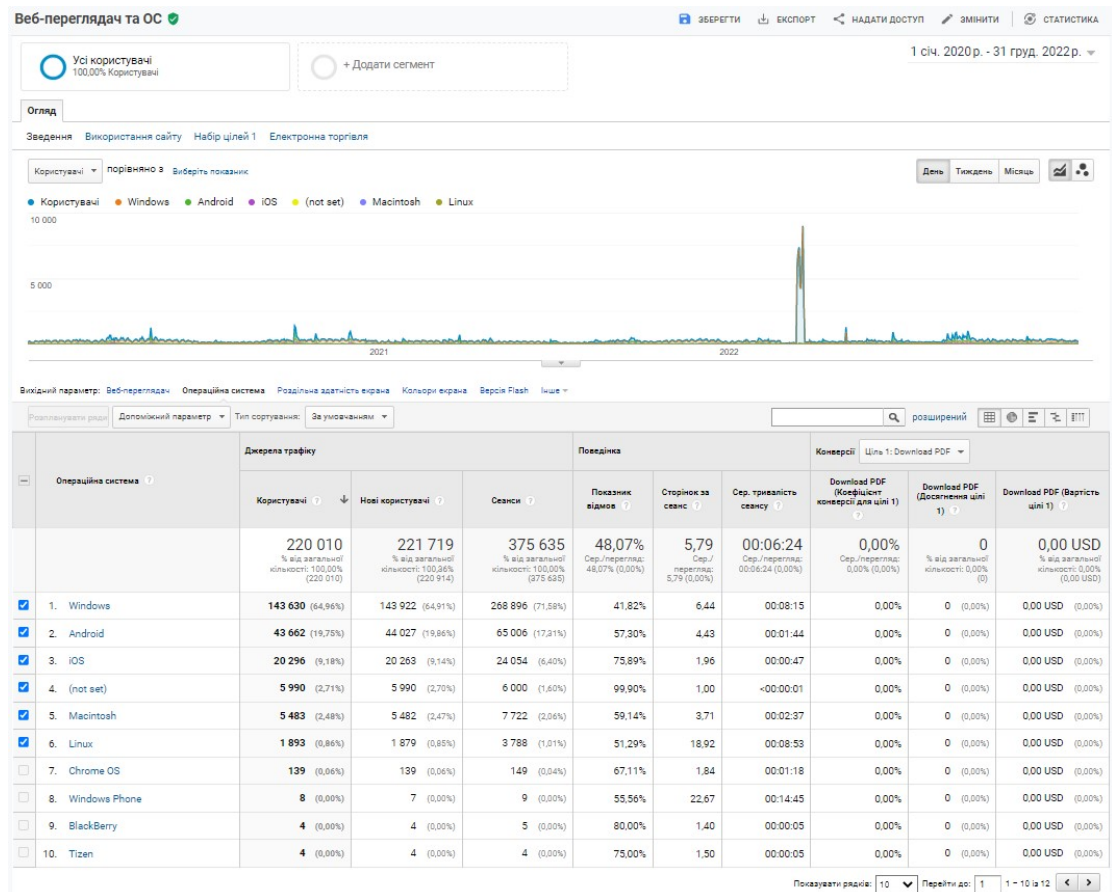 Веб-переглядач та ОС
ЗБЕРЕГТИ ЕКСПОРТ НАДАТИ ДОСТУП ЗМІНИТИ СТАТИСТИКА
1 січ. 2020 р. - 31 груд. 2022 р.
Усі користувачі
100,00% Користувачі
+ Додати сегмент
Огляд
Зведення Використання сайту Набір цілей 1 Електронна торгівля
Користувачі порівняно з Виберіть показник
День Тиждень Місяць
Користувачі Windows Android iOS (not set) Macintosh Linux
10 000
5 000
2021 2022
Вихідний параметр: Веб-переглядач Операційна система Роздільна здатність екрана Кольори екрана Версія Flash Інше
Розпланувати ряди Допоміжний параметр Тип сортування: За умовчанням
розширений
Операційна система ?
Джерела трафіку
Поведінка
Конверсії Ціль 1: Download PDF
Користувачі ?
Нові користувачі ?
Сеанси ?
Показник
відмов ?
Сторінок за
сеанс ?
Сер. тривалість
сеансу ?
Download PDF
(Коефіцієнт
конверсії для цілі 1)
?
Download PDF
(Досягнення цілі
1) ?
Download PDF (Вартість
цілі 1) ?
220 010
% від загальної
кількості: 100,00%
(220 010)
221 719
% від загальної
кількості: 100,36%
(220 914)
375 635
% від загальної
кількості: 100,00%
(375 635)
48,07%
Сер./перегляд:
48,07% (0,00%)
5,79
Сер./
перегляд:
5,79 (0,00%)
00:06:24
Сер./перегляд:
00:06:24 (0,00%)
0,00%
Сер./перегляд:
0,00% (0,00%)
0
% від загальної
кількості: 0,00%
(0)
0,00 USD
% від загальної
кількості: 0,00%
(0,00 USD)
1. Windows 143 630 (64,96%) 143 922 (64,91%) 268 896 (71,58%) 41,82% 6,44 00:08:15 0,00% 0 (0,00%) 0,00 USD (0,00%)
2. Android 43 662 (19,75%) 44 027 (19,86%) 65 006 (17,31%) 57,30% 4,43 00:01:44 0,00% 0 (0,00%) 0,00 USD (0,00%)
3. iOS 20 296 (9,18%) 20 263 (9,14%) 24 054 (6,40%) 75,89% 1,96 00:00:47 0,00% 0 (0,00%) 0,00 USD (0,00%)
4. (not set) 5 990 (2,71%) 5 990 (2,70%) 6 000 (1,60%) 99,90% 1,00 <00:00:01 0,00% 0 (0,00%) 0,00 USD (0,00%)
5. Macintosh 5 483 (2,48%) 5 482 (2,47%) 7 722 (2,06%) 59,14% 3,71 00:02:37 0,00% 0 (0,00%) 0,00 USD (0,00%)
6. Linux 1 893 (0,86%) 1 879 (0,85%) 3 788 (1,01%) 51,29% 18,92 00:08:53 0,00% 0 (0,00%) 0,00 USD (0,00%)
7. Chrome OS 139 (0,06%) 139 (0,06%) 149 (0,04%) 67,11% 1,84 00:01:18 0,00% 0 (0,00%) 0,00 USD (0,00%)
8. Windows Phone 8 (0,00%) 7 (0,00%) 9 (0,00%) 55,56% 22,67 00:14:45 0,00% 0 (0,00%) 0,00 USD (0,00%)
9. BlackBerry 4 (0,00%) 4 (0,00%) 5 (0,00%) 80,00% 1,40 00:00:05 0,00% 0 (0,00%) 0,00 USD (0,00%)
10. Tizen 4 (0,00%) 4 (0,00%) 4 (0,00%) 75,00% 1,50 00:00:05 0,00% 0 (0,00%) 0,00 USD (0,00%)
Показувати рядків: 10 Перейти до: 1 1 – 10 із 12